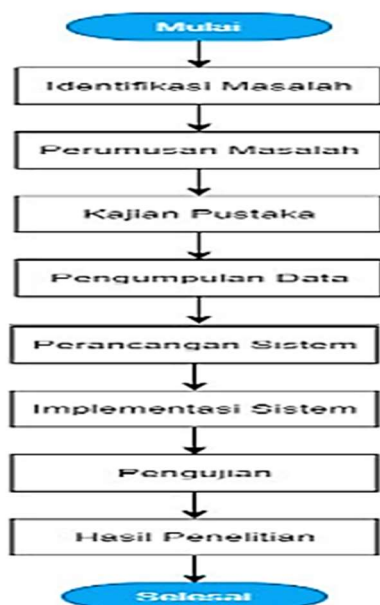 Mulai
Identifikasi Masalah
Perumusan Masalah
Kajian Pustaka
Pengumpulan Data
Perancangan Sistem
Implementasi Sistem
Pengujian
Hasil Penelitian
Selesai